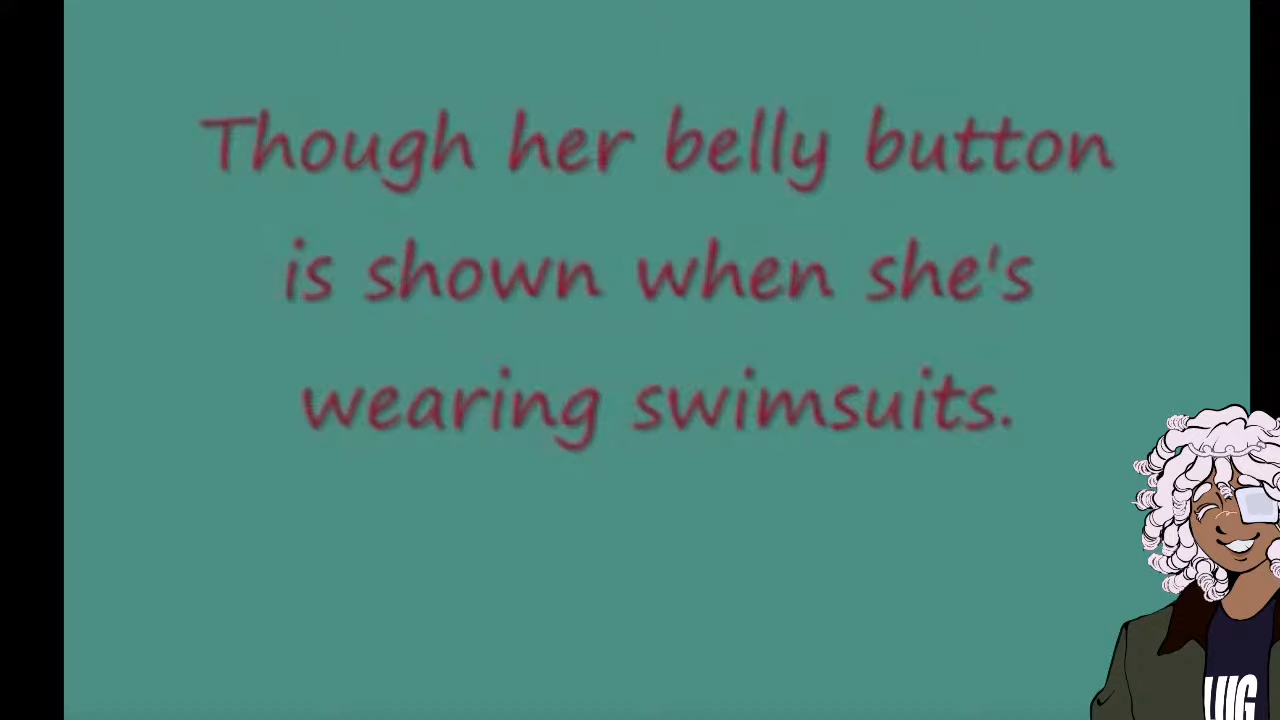 Though her belly button
is shown when she's
wearing swimsuits.